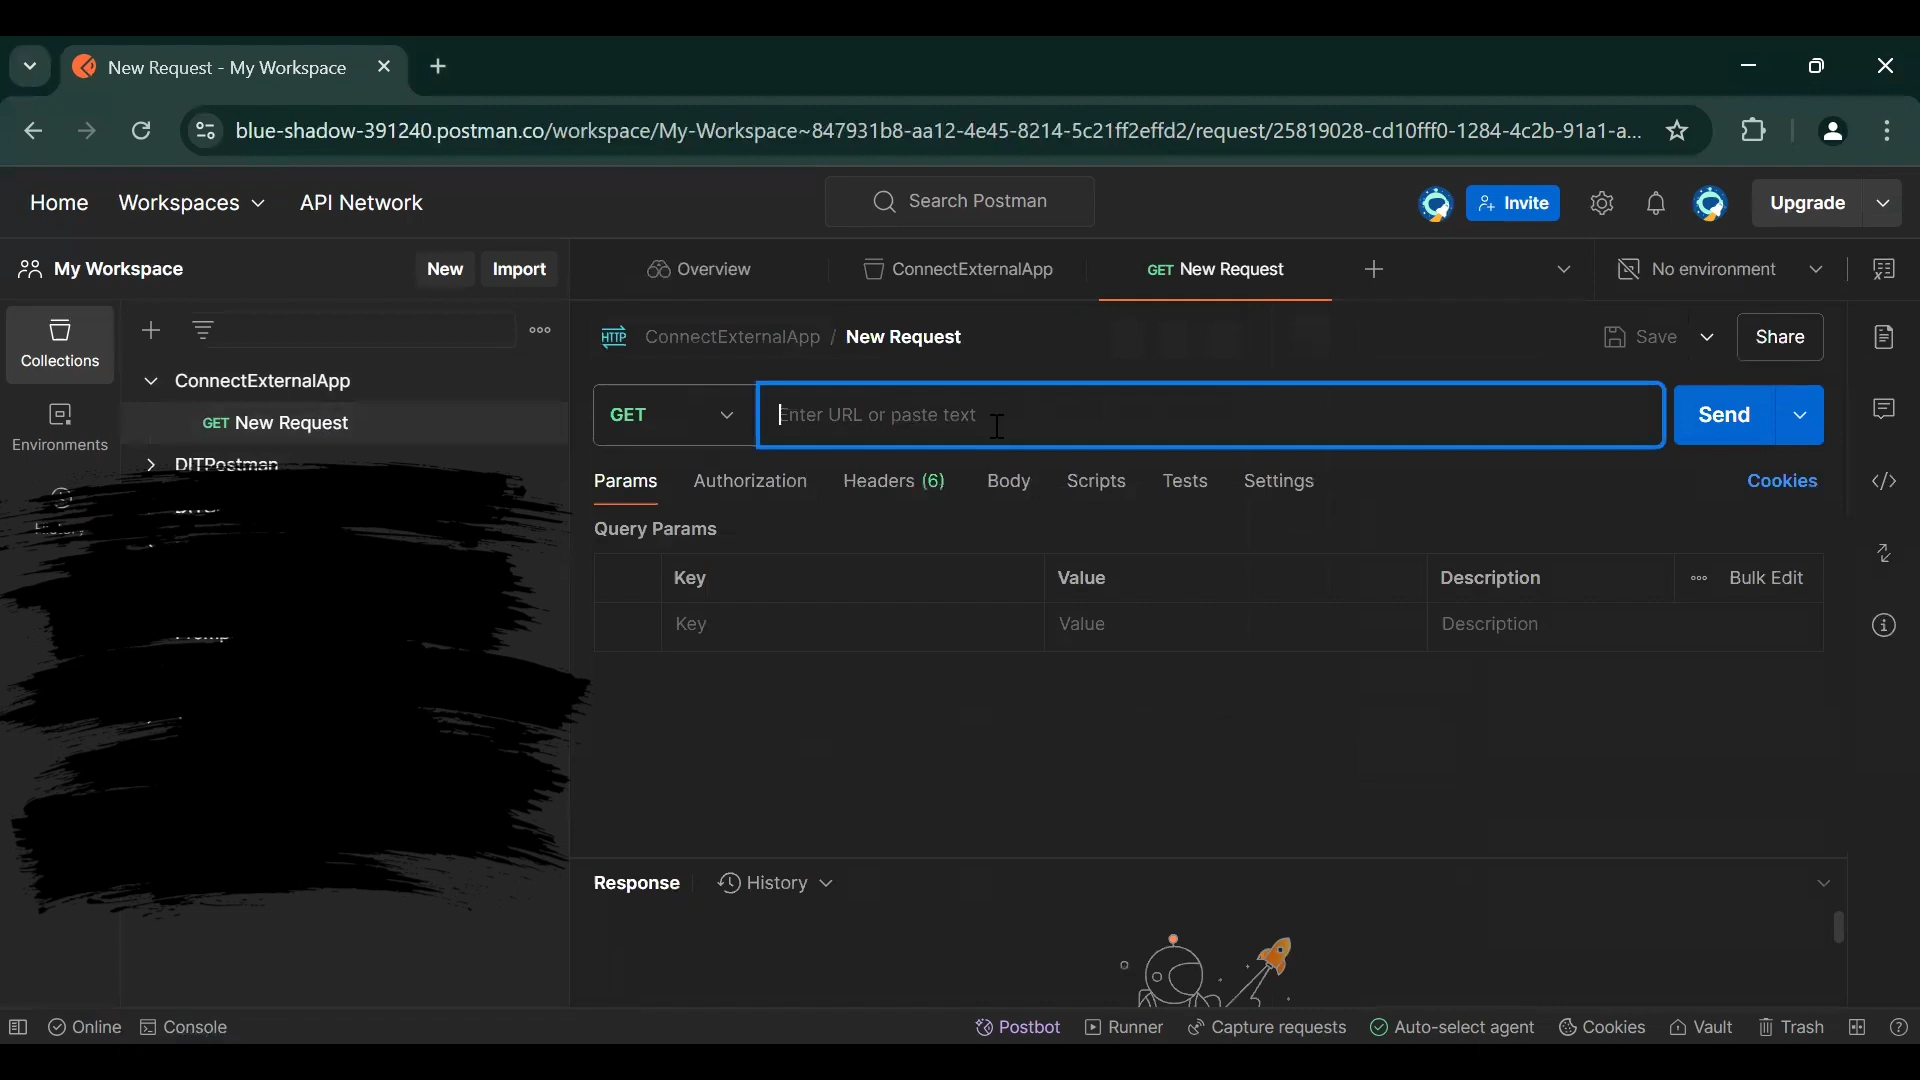 New Request - My Workspace
blue-shadow-391240.postman.co/workspace/My-Workspace~847931b8-aa12-4e45-8214-5c21ff2effd2/request/25819028-cd10fff0-1284-4c2b-91a1-a...
Home Workspaces API Network Search Postman Invite Upgrade
My Workspace New Import Overview ConnectExternalApp GET New Request No environment
Collections
HTTP ConnectExternalApp / New Request Save Share
ConnectExternalApp
GET Enter URL or paste text Send
GET New Request
Environments
DITPostman
Params Authorization Headers (6) Body Scripts Tests Settings Cookies
Query Params
Key Value Description Bulk Edit
Key Value Description
Response History
Online Console Postbot Runner Capture requests Auto-select agent Cookies Vault Trash